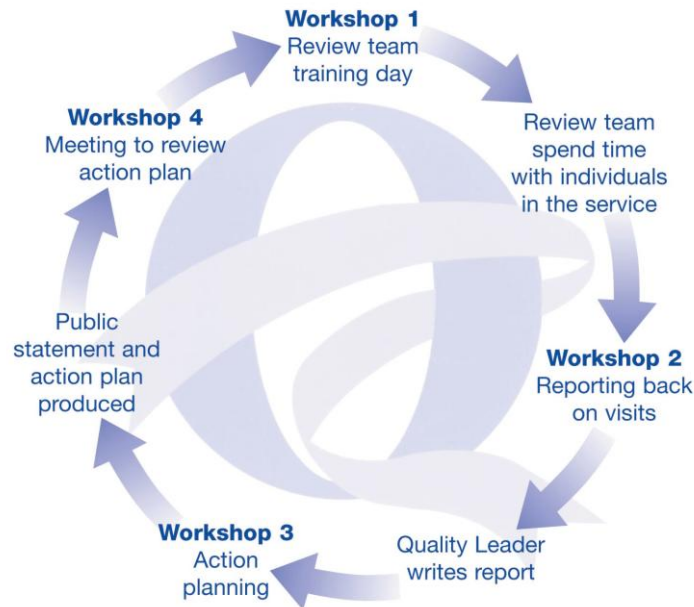 Workshop 1
Review team
training day
Review team
spend time
with individuals
in the service
Workshop 2
Reporting back
on visits
Quality Leader
writes report
Workshop 3
Action
planning
Public
statement and
action plan
produced
Workshop 4
Meeting to review
action plan